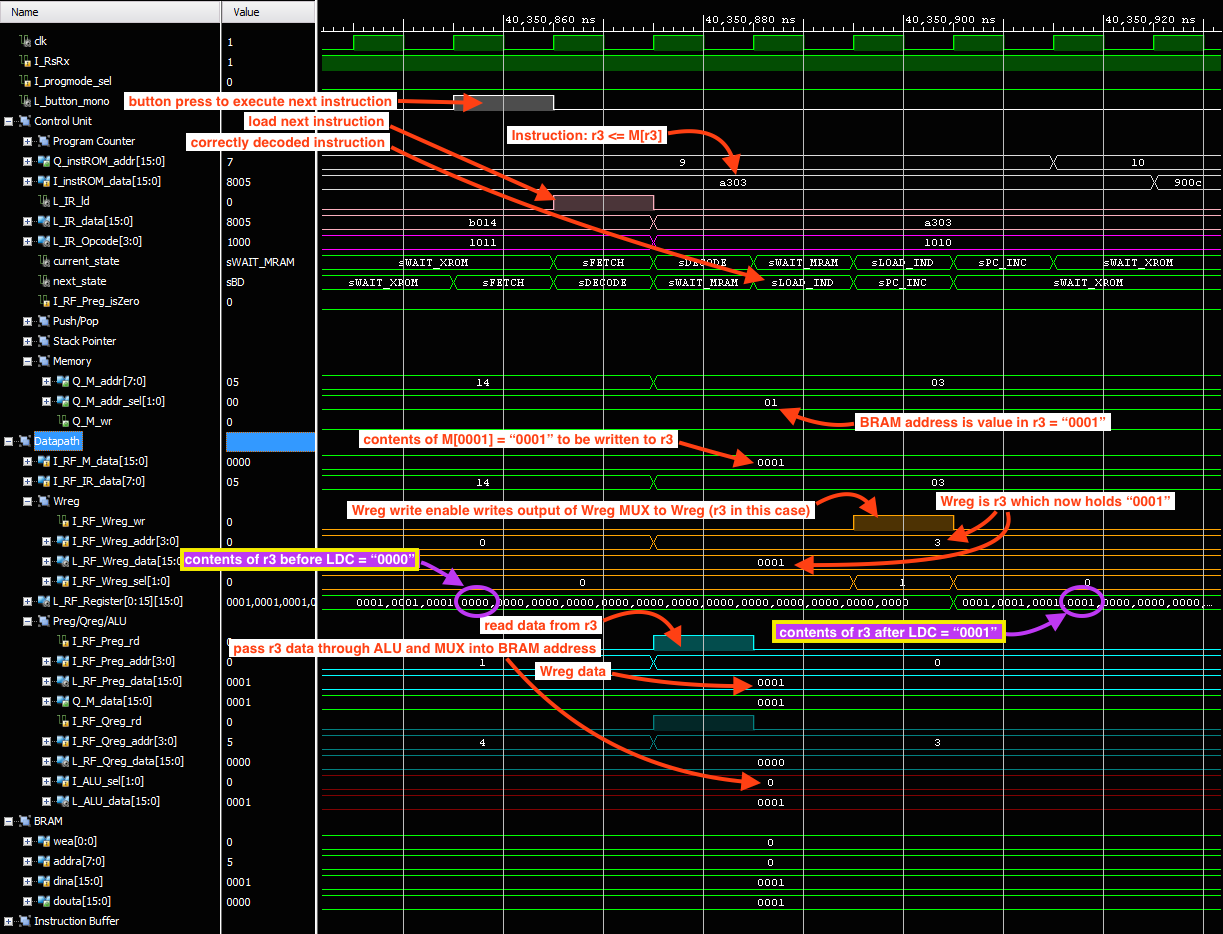 Name Value
40,350,860 ns 40,350,880 ns 40,350,900 ns 40,350,920 ns
clk 1
I_RsRx 1
I_progmode_sel 0
L_button_mono button press to execute next instruction
Control Unit load next instruction
Program Counter correctly decoded instruction Instruction: r3 <= M[r3]
Q_instROM_addr[15:0] 7 9 10
I_instROM_data[15:0] 8005 a303 900c
L_IR_ld 0
L_IR_data[15:0] 8005 b014 a303
L_IR_Opcode[3:0] 1000 1011 1010
current_state sWAIT_MRAM sWAIT_XROM sFETCH sDECODE sWAIT_MRAM sLOAD_IND sPC_INC sWAIT_XROM
next_state sBD sWAIT_XROM sFETCH sDECODE sWAIT_MRAM sLOAD_IND sPC_INC sWAIT_XROM
I_RF_Preg_isZero 0
Push/Pop
Stack Pointer
Memory
Q_M_addr[7:0] 05 14 03
Q_M_addr_sel[1:0] 00 01
Q_M_wr 0 BRAM address is value in r3 = “0001”
Datapath contents of M[0001] = “0001” to be written to r3
I_RF_M_data[15:0] 0000 0001
I_RF_IR_data[7:0] 05 14 03
Wreg Wreg is r3 which now holds “0001”
Wreg write enable writes output of Wreg MUX to Wreg (r3 in this case)
I_RF_Wreg_wr 0
I_RF_Wreg_addr[3:0] 0 0 3
L_RF_Wreg_data[15:0 contents of r3 before LDC = “0000” 0001
I_RF_Wreg_sel[1:0] 0 0 1 0
L_RF_Register[0:15][15:0] 0001,0001,0001,0 0001,0001,0001,0000,0000,0000,0000,0000,0000,0000,0000,0000,0000,0000,0000,0000 0001,0001,0001,0001,0000,0000,0000,...
Preg/Qreg/ALU read data from r3 contents of r3 after LDC = “0001”
I_RF_Preg_rd 0
pass r3 data through ALU and MUX into BRAM address
I_RF_Preg_addr[3:0] 0 1 0
Wreg data
L_RF_Preg_data[15:0] 0001 0001
Q_M_data[15:0] 0001 0001
I_RF_Qreg_rd 0
I_RF_Qreg_addr[3:0] 5 4 3
L_RF_Qreg_data[15:0] 0000 0000
I_ALU_sel[1:0] 0 0
L_ALU_data[15:0] 0001 0001
BRAM
wea[0:0] 0 0
addra[7:0] 5 0
dina[15:0] 0001 0001
douta[15:0] 0000 0001
Instruction Buffer